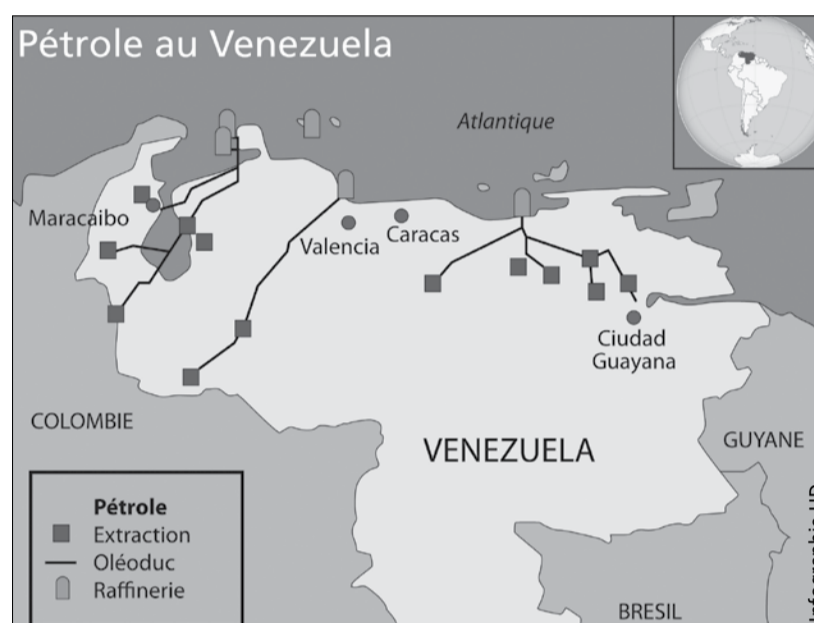 Pétrole au Venezuela
Atlantique
Maracaibo
Valencia
Caracas
Ciudad
Guayana
COLOMBIE
VENEZUELA
GUYANE
Pétrole
Extraction
Oléoduc
Raffinerie
BRESIL